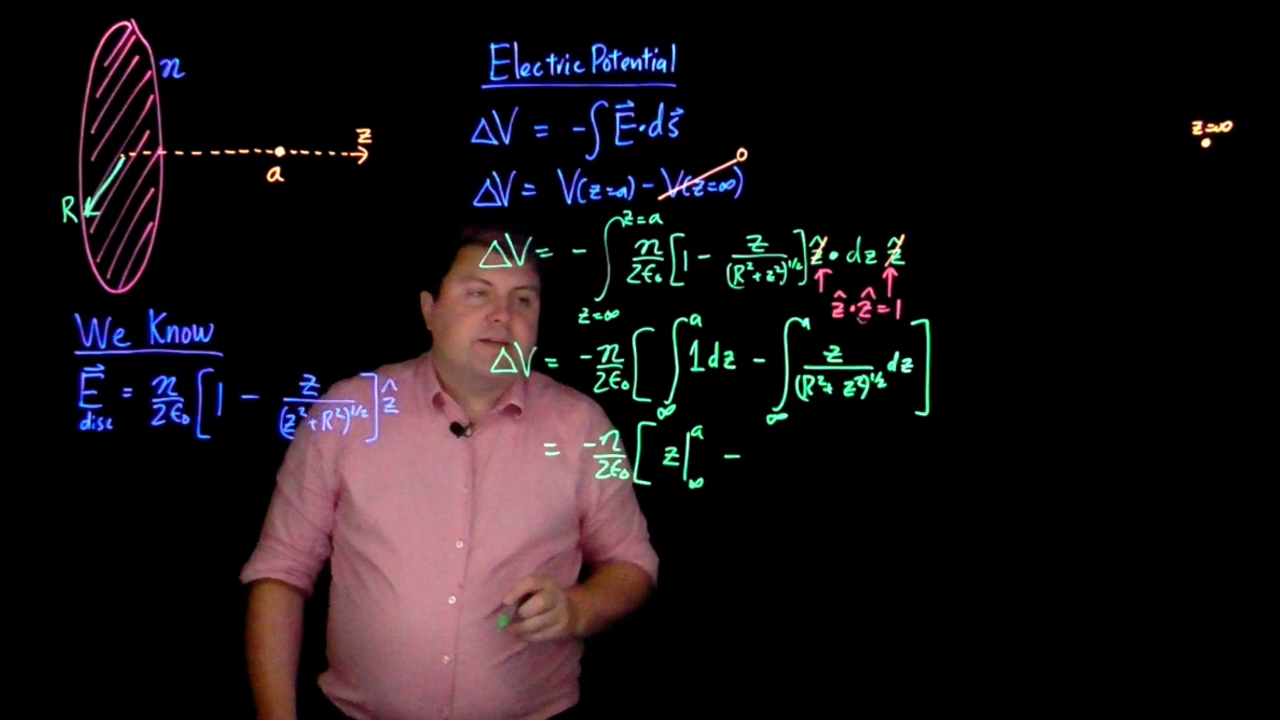 η
z
a
R
z=∞
Electric Potential
ΔV = -∫ E⃗ · ds⃗
ΔV = V(z=a) - V(z=∞) 0
ΔV = - ∫_{z=∞}^{z=a} η/2ϵ₀ [1 - z/(R²+z²)^{1/2}] ẑ · dz ẑ
ẑ · ẑ = 1
ΔV = -η/2ϵ₀ [ ∫_∞^a 1 dz - ∫_∞^a z/(R²+z²)^{1/2} dz ]
= -η/2ϵ₀ [ z|_∞^a -
We Know
E⃗_disc = η/2ϵ₀ [1 - z/(z²+R²)^{1/2}] ẑ